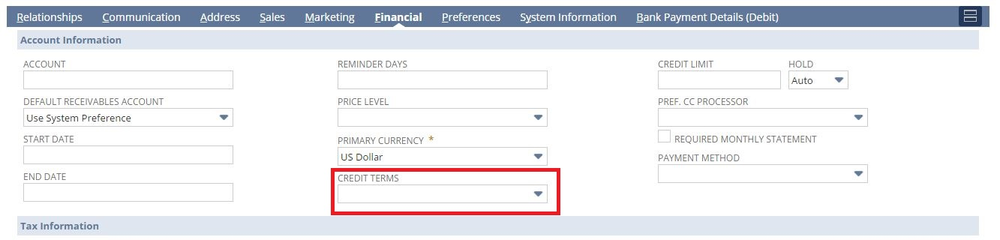 Relationships Communication Address Sales Marketing Financial Preferences System Information Bank Payment Details (Debit)
Account Information
ACCOUNT
DEFAULT RECEIVABLES ACCOUNT
Use System Preference
START DATE
END DATE
REMINDER DAYS
PRICE LEVEL
PRIMARY CURRENCY *
US Dollar
CREDIT TERMS
CREDIT LIMIT HOLD
Auto
PREF. CC PROCESSOR
REQUIRED MONTHLY STATEMENT
PAYMENT METHOD
Tax Information